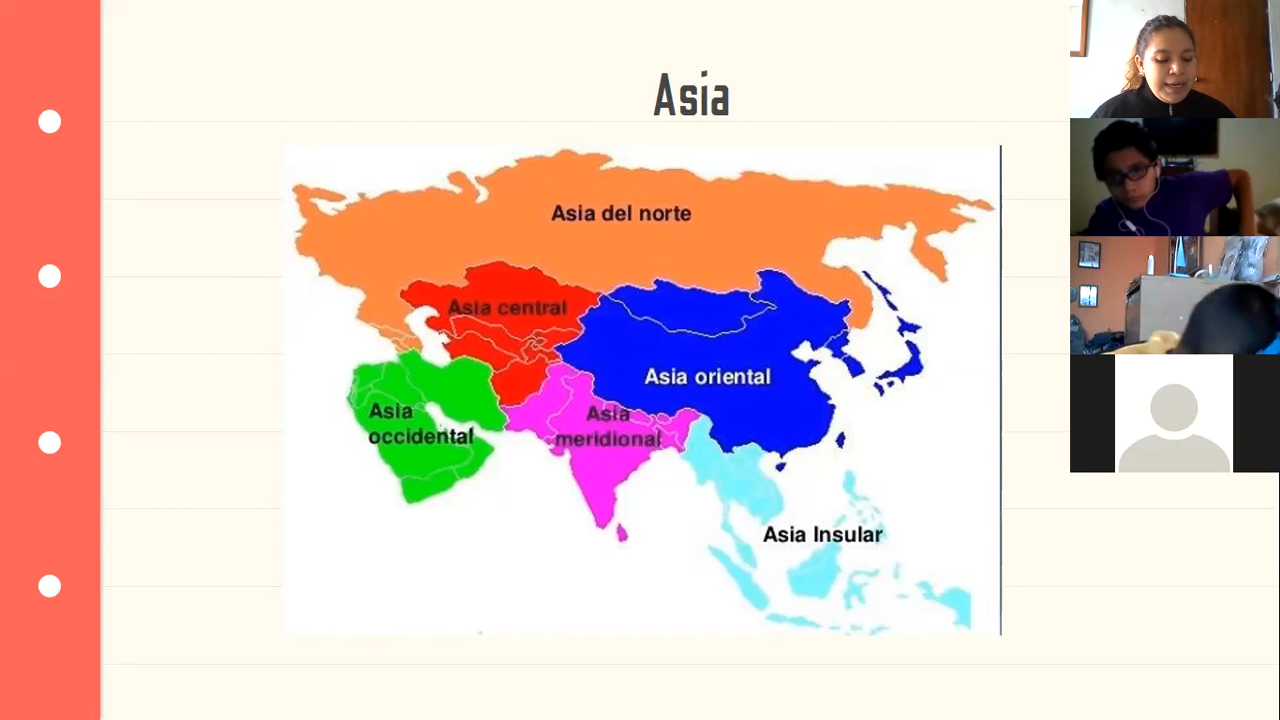 Asia
Asia del norte
Asia central
Asia oriental
Asia
occidental
Asia
meridional
Asia Insular